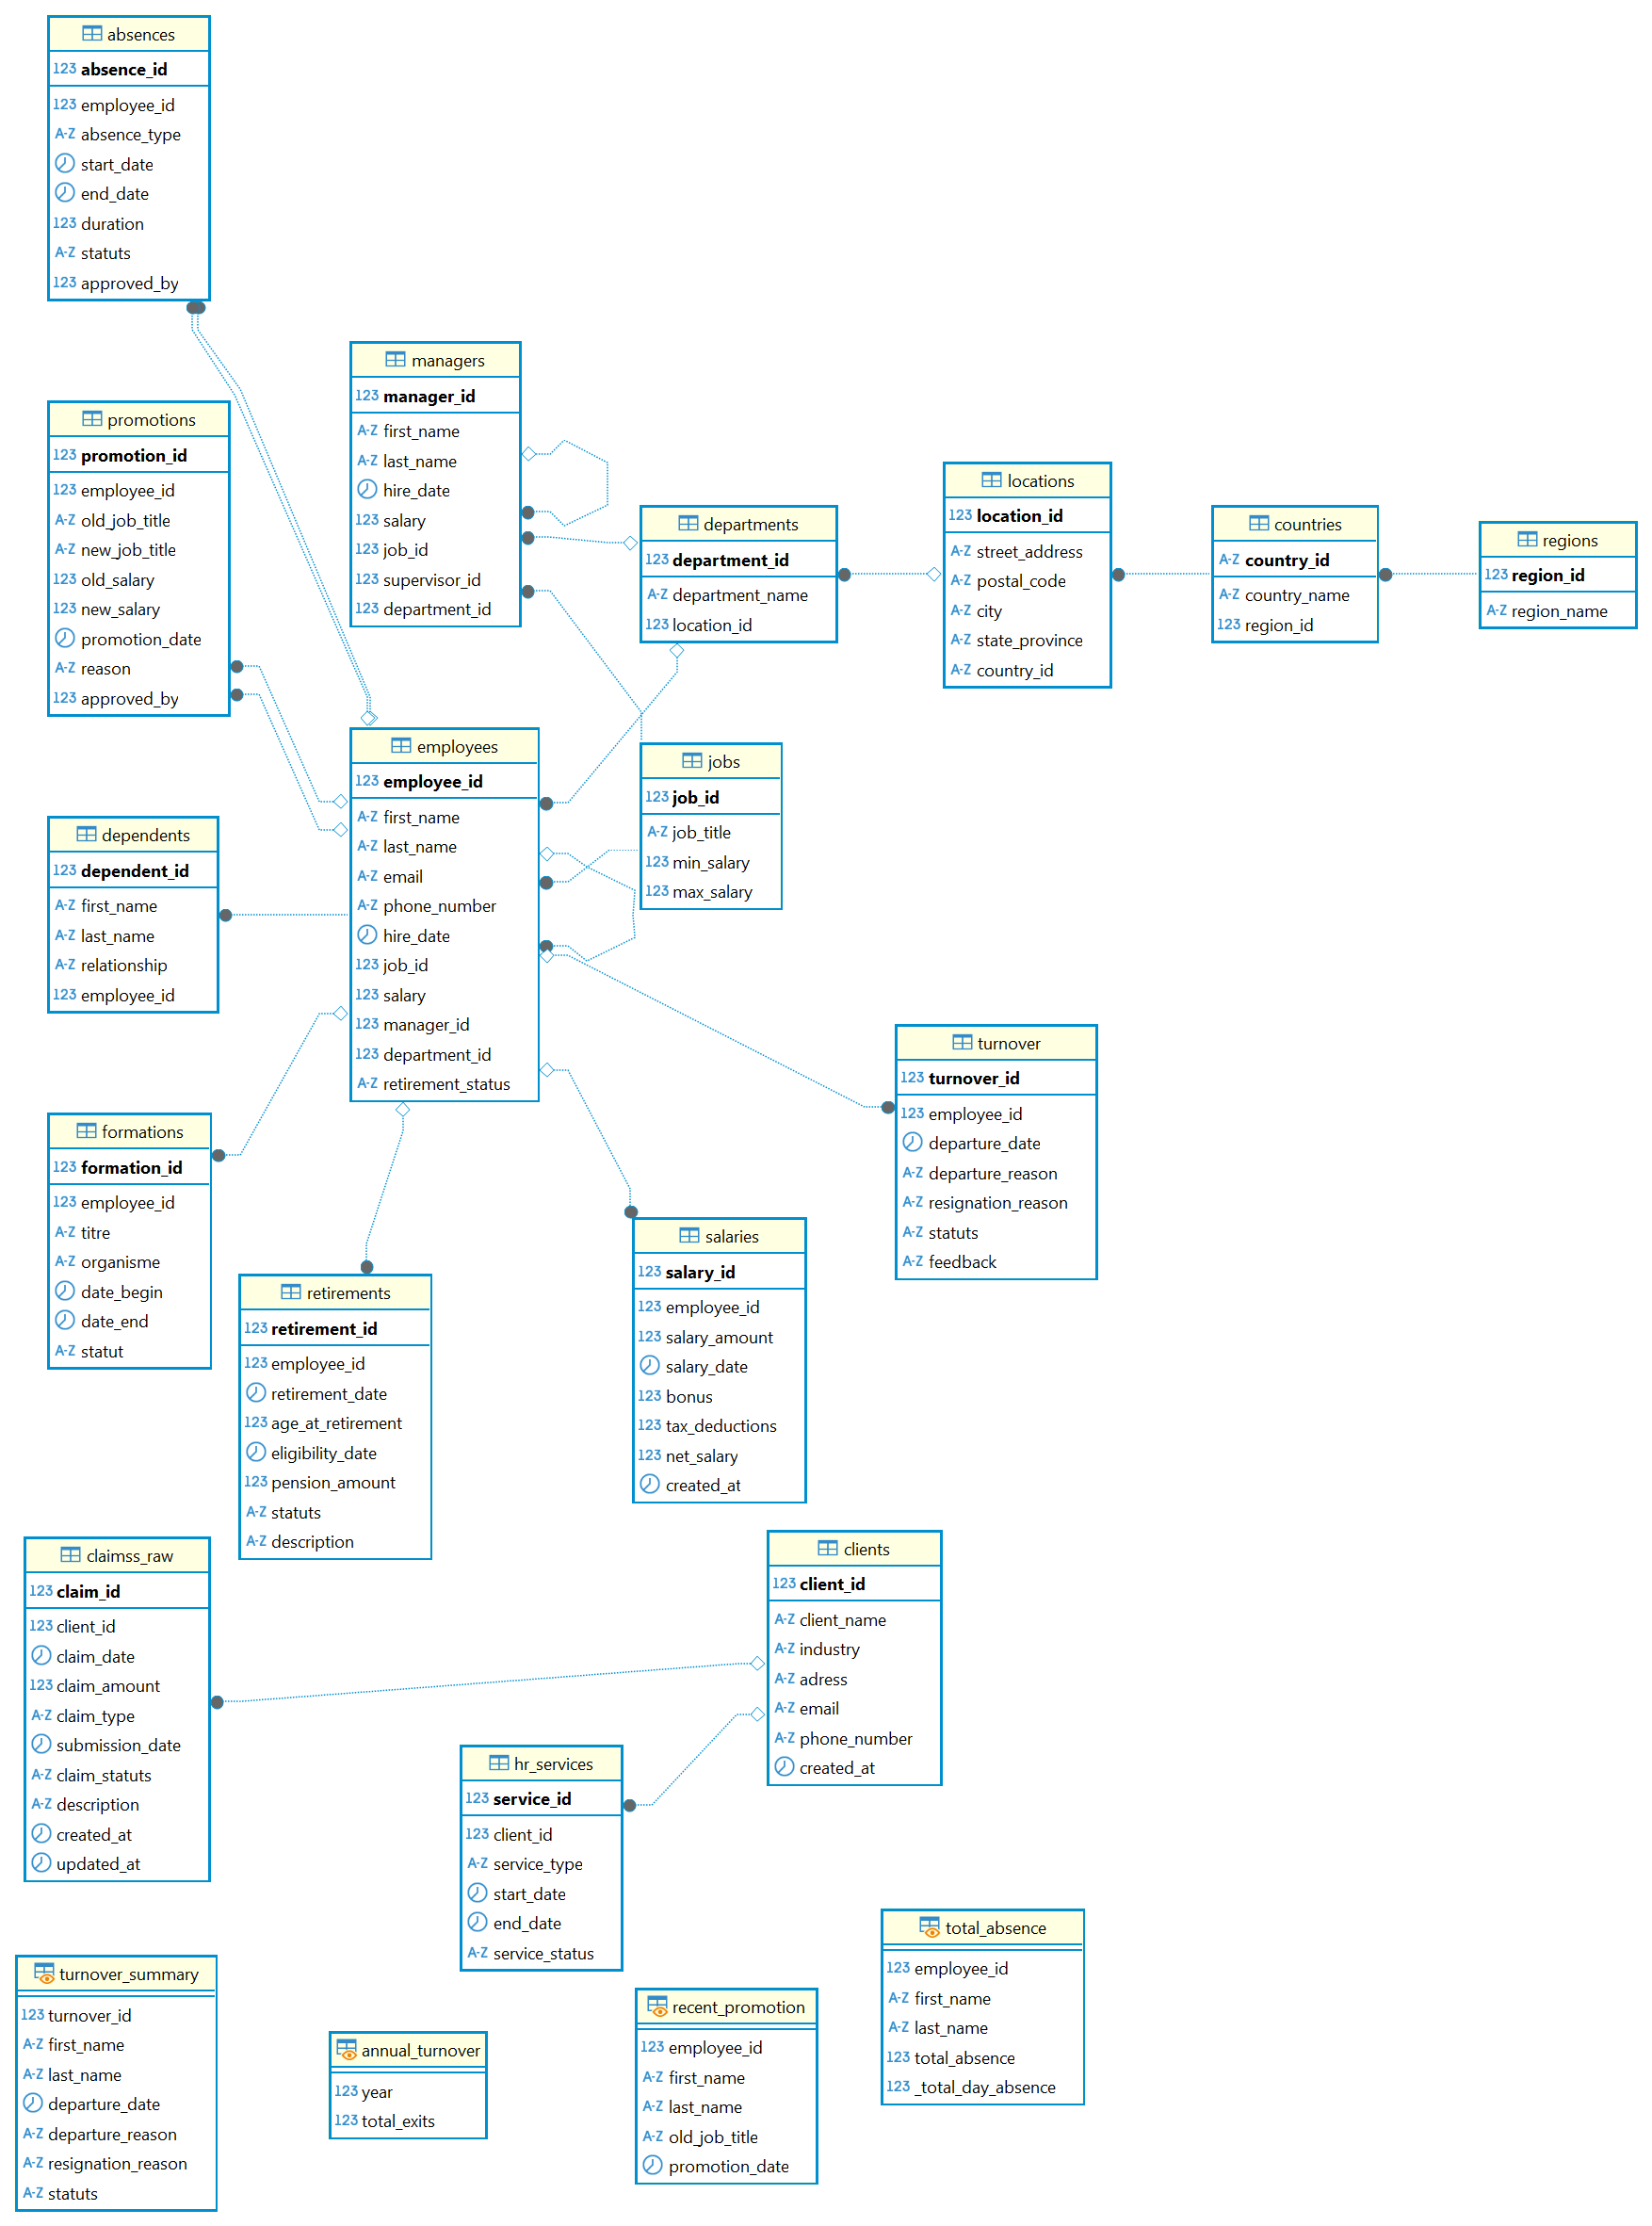 absences
123 absence_id
123 employee_id
A-Z absence_type
start_date
end_date
123 duration
A-Z statuts
123 approved_by
managers
123 manager_id
A-Z first_name
A-Z last_name
hire_date
123 salary
123 job_id
123 supervisor_id
123 department_id
promotions
123 promotion_id
123 employee_id
A-Z old_job_title
A-Z new_job_title
123 old_salary
123 new_salary
promotion_date
A-Z reason
123 approved_by
departments
123 department_id
A-Z department_name
123 location_id
locations
123 location_id
A-Z street_address
A-Z postal_code
A-Z city
A-Z state_province
A-Z country_id
countries
A-Z country_id
A-Z country_name
123 region_id
regions
123 region_id
A-Z region_name
employees
123 employee_id
A-Z first_name
A-Z last_name
A-Z email
A-Z phone_number
hire_date
123 job_id
123 salary
123 manager_id
123 department_id
A-Z retirement_status
jobs
123 job_id
A-Z job_title
123 min_salary
123 max_salary
dependents
123 dependent_id
A-Z first_name
A-Z last_name
A-Z relationship
123 employee_id
turnover
123 turnover_id
123 employee_id
departure_date
A-Z departure_reason
A-Z resignation_reason
A-Z statuts
A-Z feedback
formations
123 formation_id
123 employee_id
A-Z titre
A-Z organisme
date_begin
date_end
A-Z statut
retirements
123 retirement_id
123 employee_id
retirement_date
123 age_at_retirement
eligibility_date
123 pension_amount
A-Z statuts
A-Z description
salaries
123 salary_id
123 employee_id
123 salary_amount
salary_date
123 bonus
123 tax_deductions
123 net_salary
created_at
claimss_raw
123 claim_id
123 client_id
claim_date
123 claim_amount
A-Z claim_type
submission_date
A-Z claim_statuts
A-Z description
created_at
updated_at
clients
123 client_id
A-Z client_name
A-Z industry
A-Z adress
A-Z email
A-Z phone_number
created_at
hr_services
123 service_id
123 client_id
A-Z service_type
start_date
end_date
A-Z service_status
total_absence
123 employee_id
A-Z first_name
A-Z last_name
123 total_absence
123 _total_day_absence
turnover_summary
123 turnover_id
A-Z first_name
A-Z last_name
departure_date
A-Z departure_reason
A-Z resignation_reason
A-Z statuts
annual_turnover
123 year
123 total_exits
recent_promotion
123 employee_id
A-Z first_name
A-Z last_name
A-Z old_job_title
promotion_date